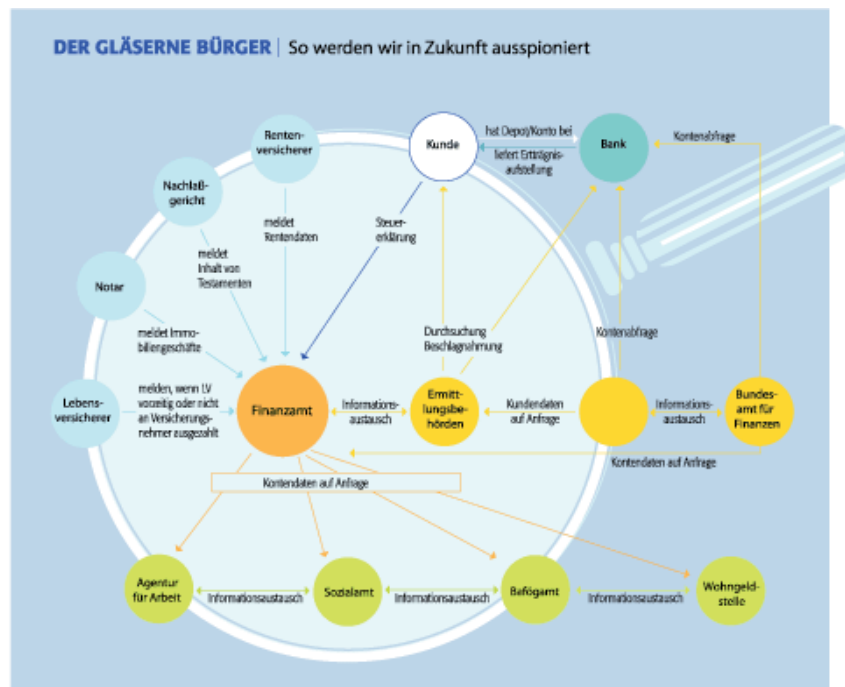 DER GLÄSERNE BÜRGER | So werden wir in Zukunft ausspioniert
Renten-
versicherer
Kunde
hat Depot/Konto bei
liefert Erträgnis-
aufstellung
Bank
Kontenabfrage
Nachlaß-
gericht
meldet
Rentendaten
Steuer-
erklärung
meldet
Inhalt von
Testamenten
Notar
meldet Immo-
biliengeschäfte
Durchsuchung
Beschlagnahmung
Kontenabfrage
Lebens-
versicherer
melden, wenn LV
vorzeitig oder nicht
an Versicherungs-
nehmer ausgezahlt
Finanzamt
Informations-
austausch
Ermitt-
lungsbe-
hörden
Kundendaten
auf Anfrage
Informations-
austausch
Bundes-
amt für
Finanzen
Kontendaten auf Anfrage
Kontendaten auf Anfrage
Agentur
für Arbeit
Informationsaustausch
Sozialamt
Informationsaustausch
Bafögamt
Informationsaustausch
Wohngeld-
stelle